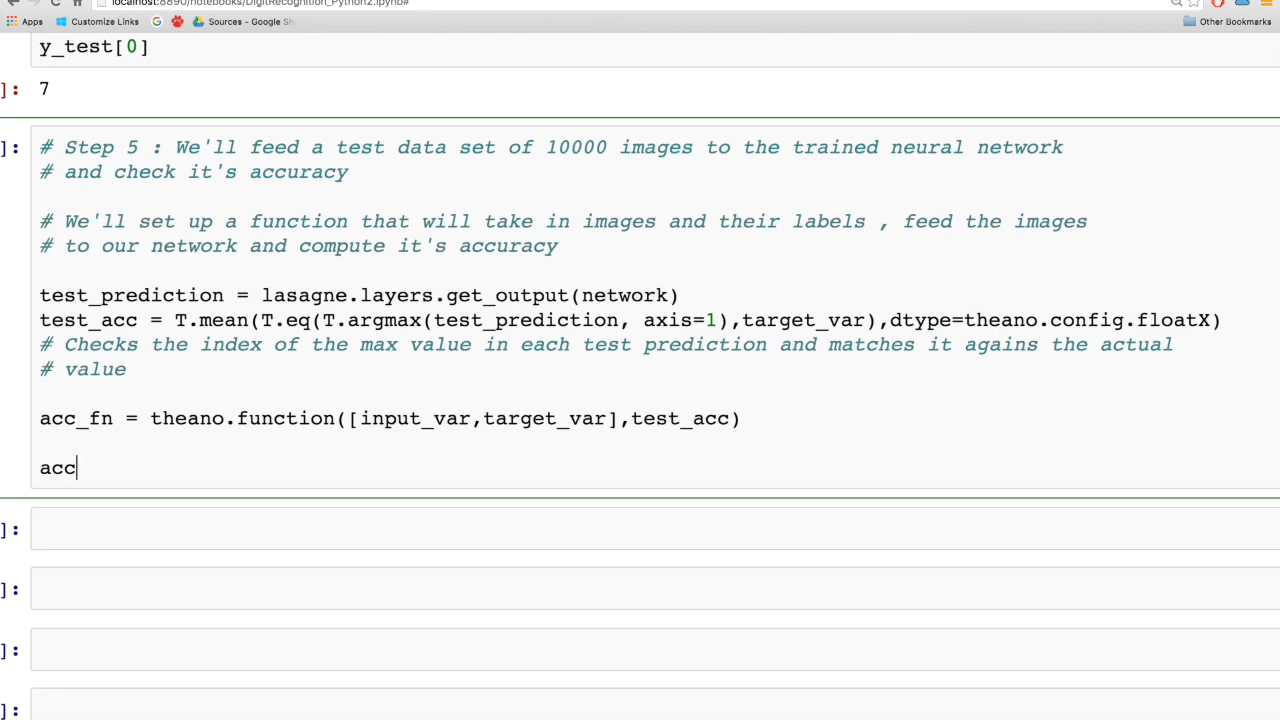 localhost:8890/notebooks/DigitRecognition_Python2.ipynb#
Apps Customize Links Sources - Google Sh Other Bookmarks
y_test[0]
]: 7
]: # Step 5 : We'll feed a test data set of 10000 images to the trained neural network
# and check it's accuracy
# We'll set up a function that will take in images and their labels , feed the images
# to our network and compute it's accuracy
test_prediction = lasagne.layers.get_output(network)
test_acc = T.mean(T.eq(T.argmax(test_prediction, axis=1),target_var),dtype=theano.config.floatX)
# Checks the index of the max value in each test prediction and matches it agains the actual
# value
acc_fn = theano.function([input_var,target_var],test_acc)
acc
]:
]:
]:
]: